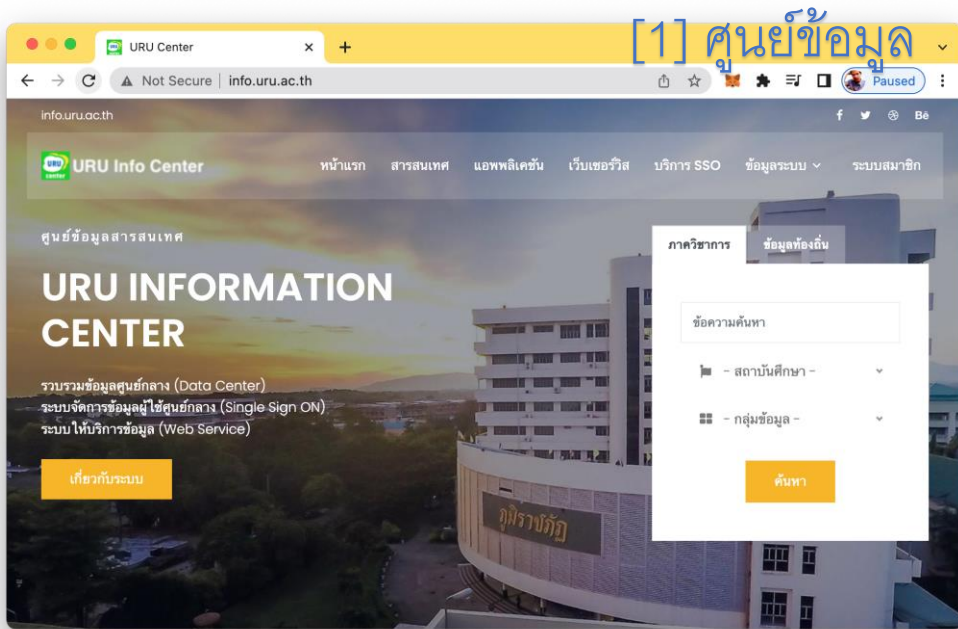 [1] ศูนย์ข้อมูล
URU Center
Not Secure | info.uru.ac.th
Paused
info.uru.ac.th
Bē
URU center
URU Info Center
หน้าแรก สารสนเทศ แอพพลิเคชัน เว็บเซอร์วิส บริการ SSO ข้อมูลระบบ ระบบสมาชิก
ศูนย์ข้อมูลสารสนเทศ
URU INFORMATION
CENTER
รวบรวมข้อมูลศูนย์กลาง (Data Center)
ระบบจัดการข้อมูลผู้ใช้ศูนย์กลาง (Single Sign ON)
ระบบให้บริการข้อมูล (Web Service)
เกี่ยวกับระบบ
ภาควิชาการ ข้อมูลท้องถิ่น
ข้อความค้นหา
- สถาบันศึกษา -
- กลุ่มข้อมูล -
ค้นหา
ภูมิราชภัฏ